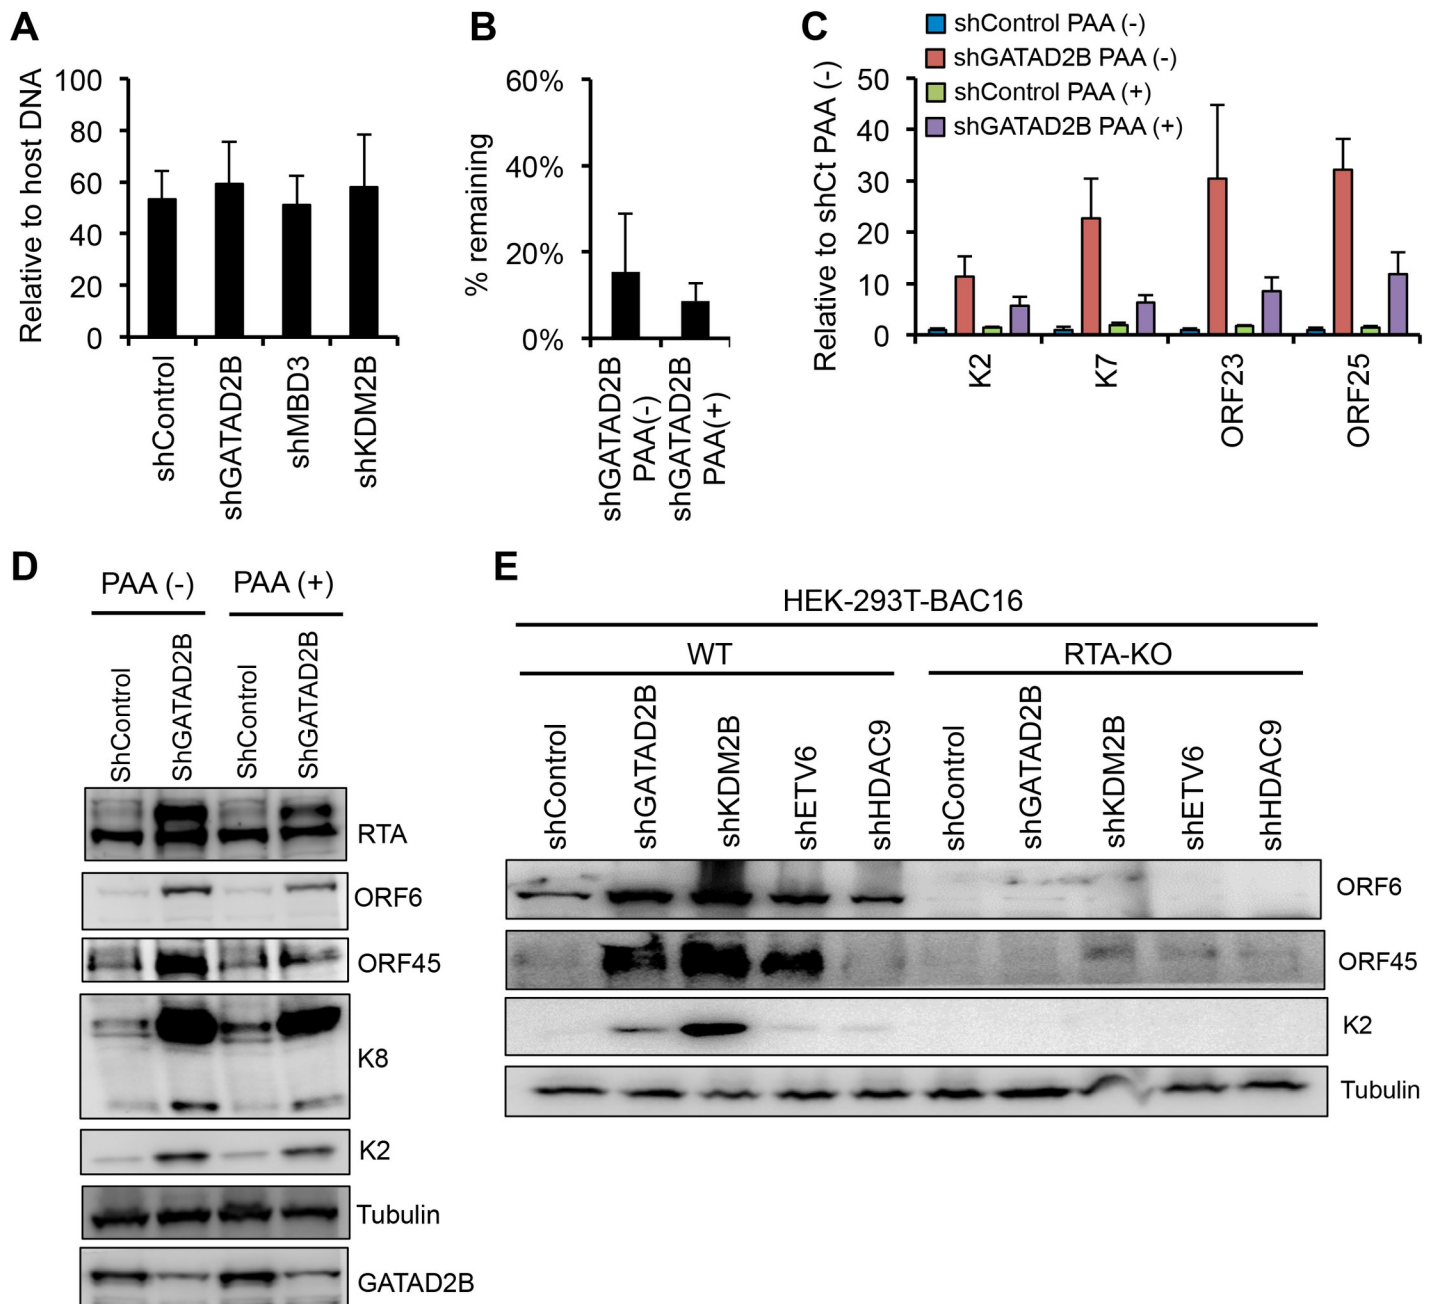 A
Relative to host DNA
100
80
60
40
20
0
shControl
shGATAD2B
shMBD3
shKDM2B
B
% remaining
60%
40%
20%
0%
shGATAD2B
PAA(-)
shGATAD2B
PAA(+)
C
shControl PAA (-)
shGATAD2B PAA (-)
shControl PAA (+)
shGATAD2B PAA (+)
Relative to shCt PAA (-)
50
40
30
20
10
0
K2
K7
ORF23
ORF25
D
PAA (-)
PAA (+)
ShControl
ShGATAD2B
ShControl
ShGATAD2B
RTA
ORF6
ORF45
K8
K2
Tubulin
GATAD2B
E
HEK-293T-BAC16
WT
RTA-KO
shControl
shGATAD2B
shKDM2B
shETV6
shHDAC9
shControl
shGATAD2B
shKDM2B
shETV6
shHDAC9
ORF6
ORF45
K2
Tubulin